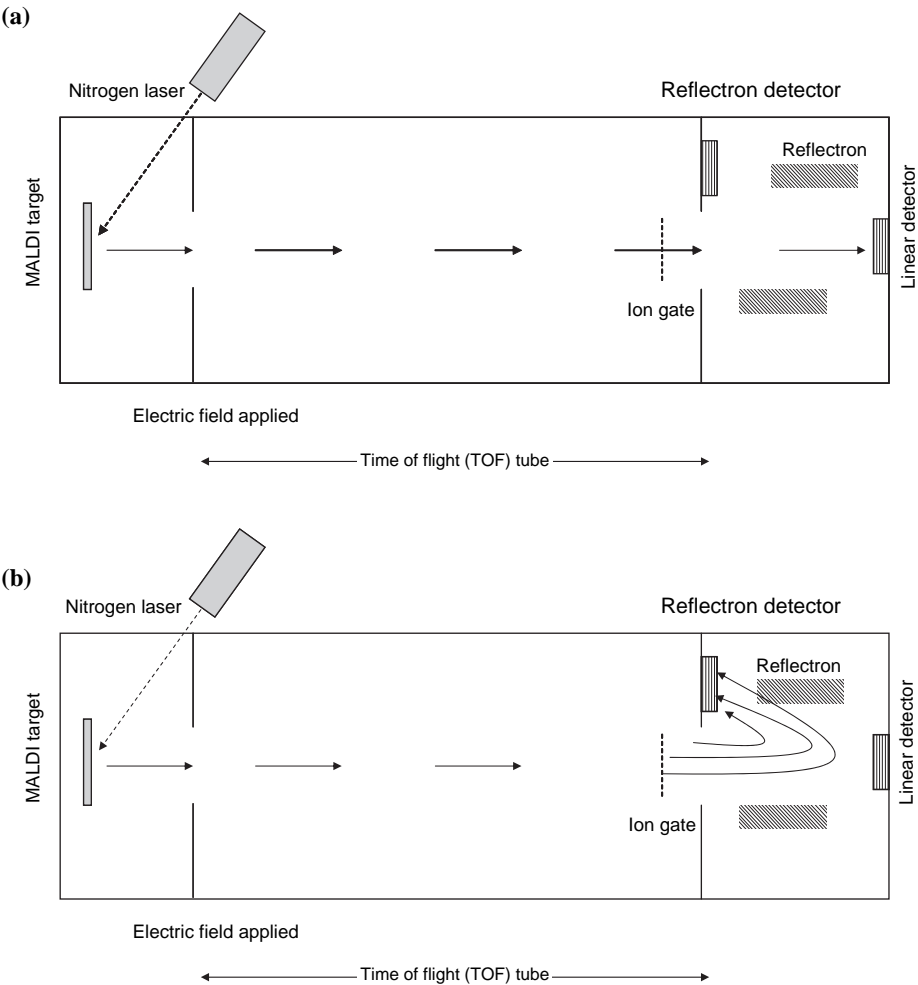 (a)
Nitrogen laser
Reflectron detector
Reflectron
MALDI target
Linear detector
Ion gate
Electric field applied
Time of flight (TOF) tube
(b)
Nitrogen laser
Reflectron detector
Reflectron
MALDI target
Linear detector
Ion gate
Electric field applied
Time of flight (TOF) tube